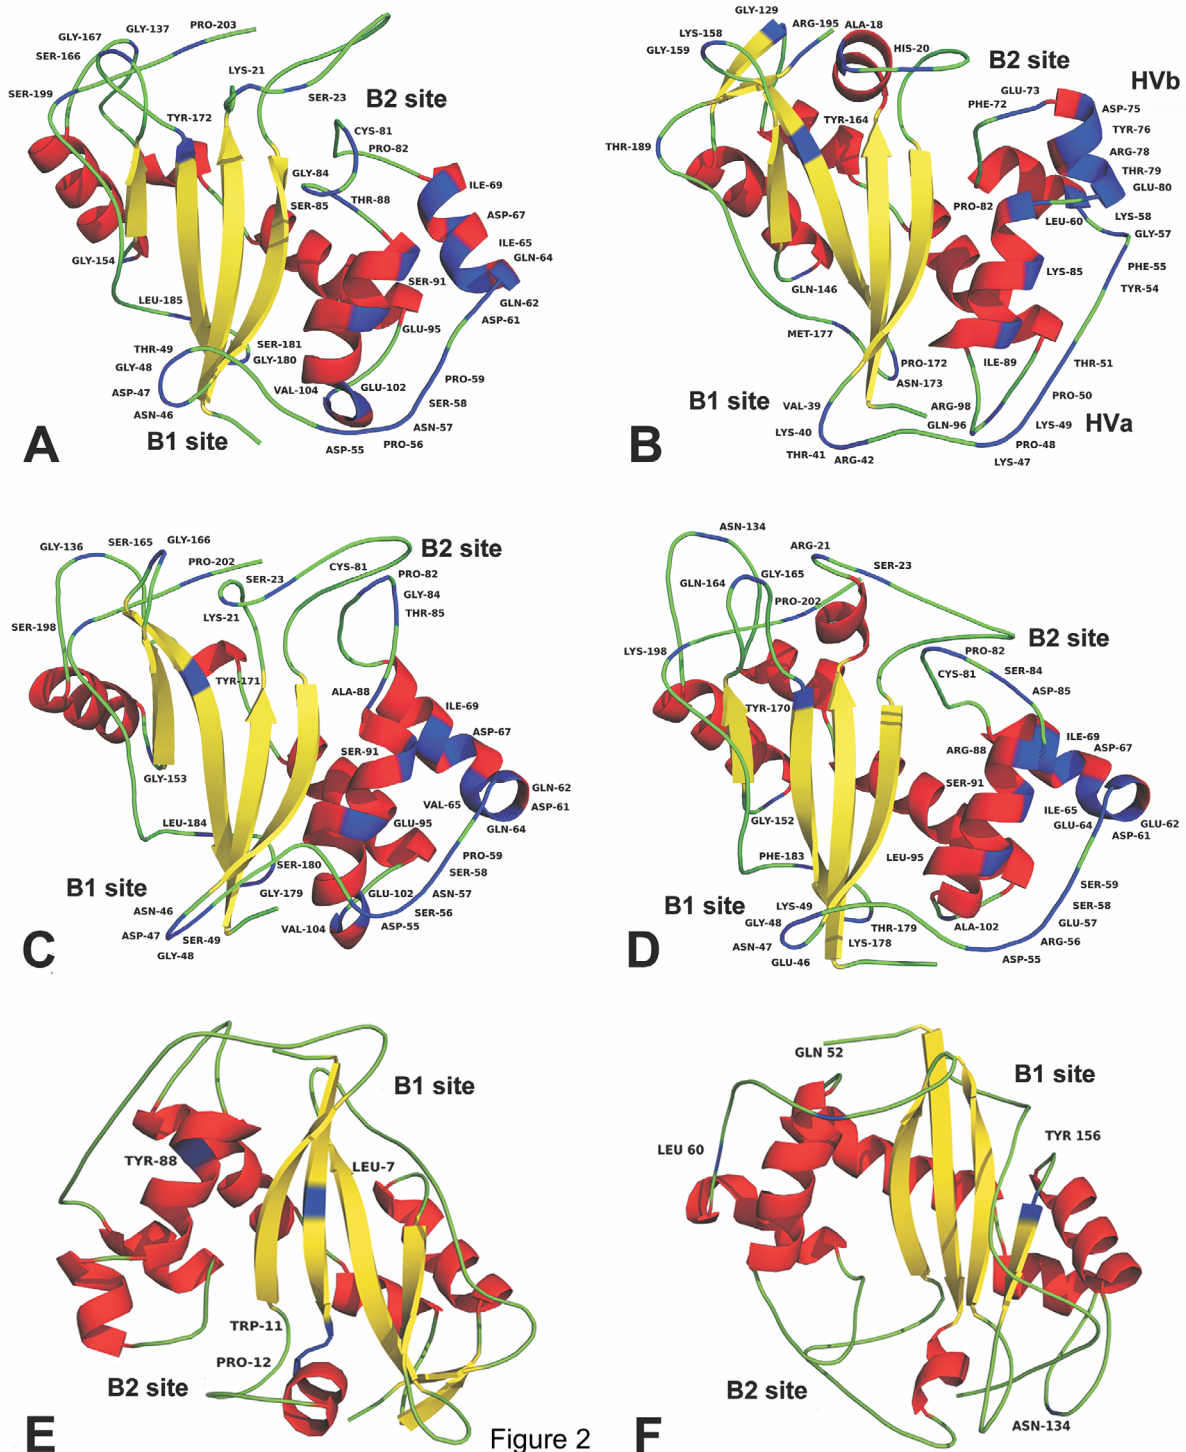 PRO-203
GLY-137
GLY-167
SER-166
SER-199
LYS-21
SER-23
B2 site
TYR-172
CYS-81
PRO-82
GLY-84
ILE-69
SER-85
THR-88
ASP-67
ILE-65
GLY-154
GLN-64
SER-91
LEU-185
GLN-62
ASP-61
GLU-95
THR-49
SER-181
GLY-48
GLY-180
ASP-47
VAL-104
GLU-102
PRO-59
ASN-46
SER-58
ASN-57
B1 site
PRO-56
ASP-55
A
GLY-129
ARG-195
ALA-18
LYS-158
GLY-159
HIS-20
B2 site
HVb
GLU-73
PHE-72
ASP-75
TYR-76
TYR-164
THR-189
ARG-78
THR-79
GLU-80
PRO-82
LEU-60
LYS-58
GLY-57
PHE-55
LYS-85
GLN-146
TYR-54
MET-177
PRO-172
ILE-89
THR-51
ASN-173
PRO-50
B1 site
VAL-39
ARG-98
GLN-96
LYS-49
HVa
LYS-40
PRO-48
THR-41
ARG-42
LYS-47
B
GLY-136
SER-165
GLY-166
PRO-202
SER-23
CYS-81
B2 site
PRO-82
GLY-84
THR-85
LYS-21
SER-198
TYR-171
ALA-88
ILE-69
ASP-67
SER-91
GLY-153
GLN-62
VAL-65
ASP-61
LEU-184
GLU-95
GLN-64
PRO-59
SER-180
SER-58
B1 site
GLY-179
GLU-102
ASN-57
ASN-46
SER-56
ASP-47
SER-49
VAL-104
ASP-55
GLY-48
C
ASN-134
ARG-21
SER-23
GLN-164
GLY-165
PRO-202
B2 site
LYS-198
PRO-82
CYS-81
SER-84
ASP-85
TYR-170
ILE-69
ARG-88
ASP-67
SER-91
ILE-65
GLY-152
GLU-64
GLU-62
ASP-61
PHE-183
LEU-95
SER-59
B1 site
LYS-49
SER-58
GLY-48
THR-179
ALA-102
GLU-57
ASN-47
LYS-178
ARG-56
GLU-46
ASP-55
D
B1 site
TYR-88
LEU-7
TRP-11
PRO-12
B2 site
E
GLN 52
B1 site
TYR 156
LEU 60
B2 site
ASN-134
F
Figure 2